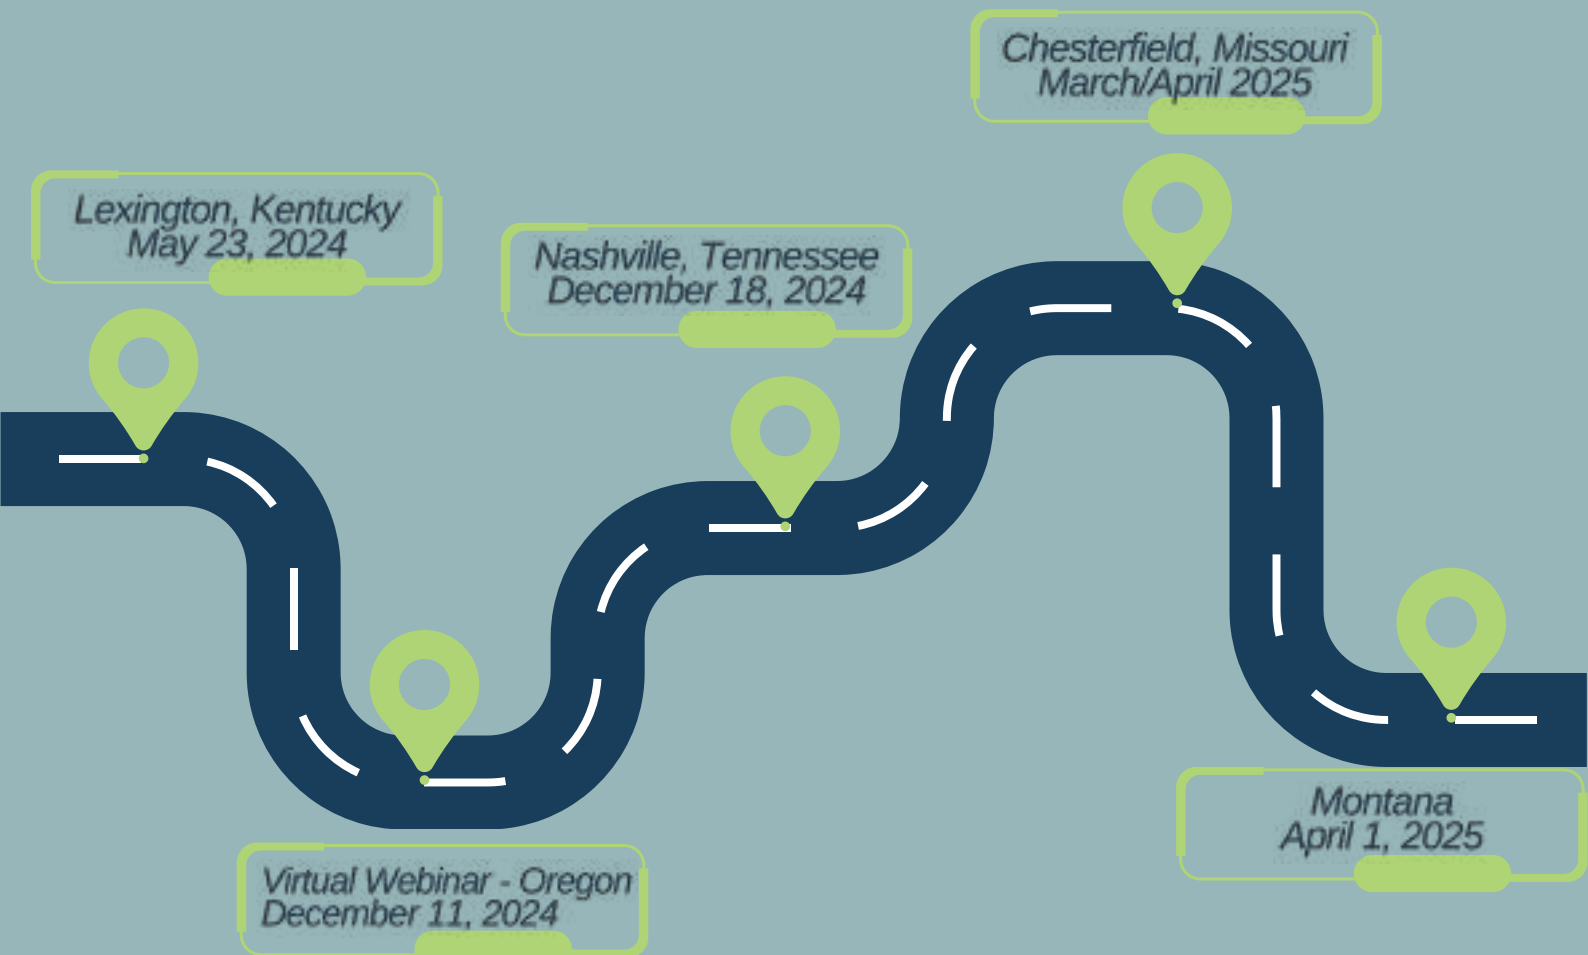 Chesterfield, Missouri
March/April 2025
Lexington, Kentucky
May 23, 2024
Nashville, Tennessee
December 18, 2024
Montana
April 1, 2025
Virtual Webinar - Oregon
December 11, 2024